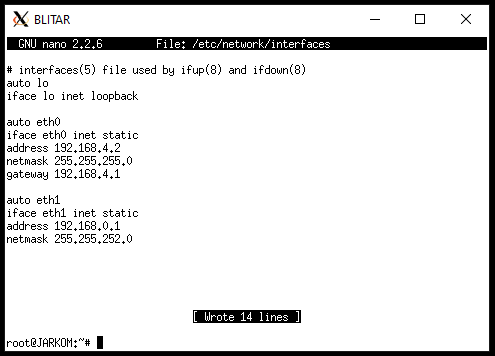 BLITAR
GNU nano 2.2.6 File: /etc/network/interfaces
# interfaces(5) file used by ifup(8) and ifdown(8)
auto lo
iface lo inet loopback
auto eth0
iface eth0 inet static
address 192.168.4.2
netmask 255.255.255.0
gateway 192.168.4.1
auto eth1
iface eth1 inet static
address 192.168.0.1
netmask 255.255.252.0
[ Wrote 14 lines ]
root@JARKOM:~#